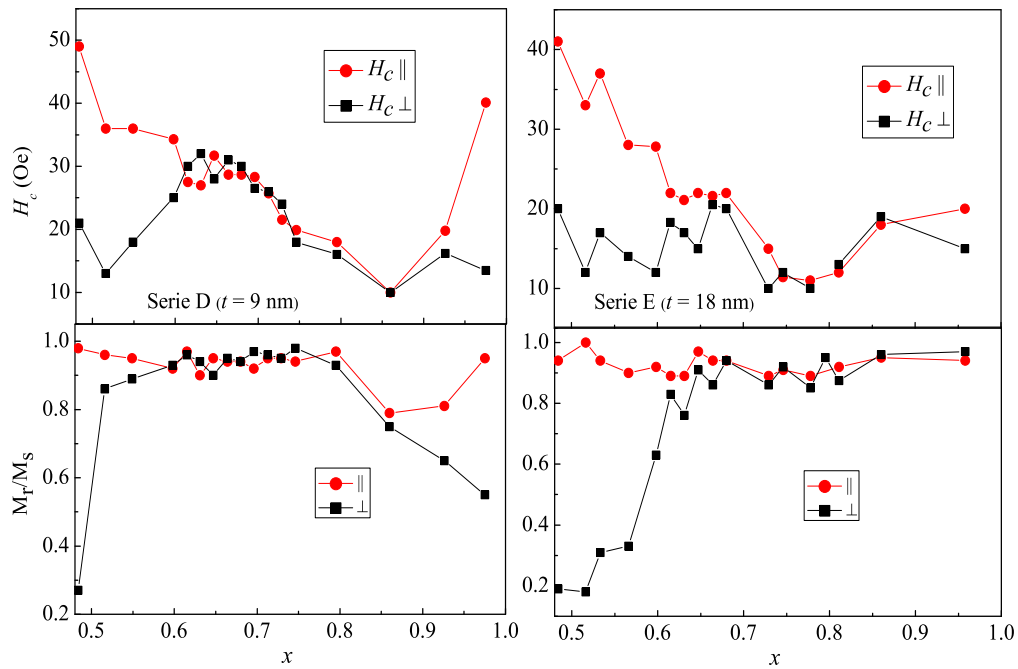 50
40
30
20
10
H_c (Oe)
H_C ∥
H_C ⊥
Serie D (t = 9 nm)
40
30
20
10
H_C ∥
H_C ⊥
Serie E (t = 18 nm)
1.0
0.8
0.6
0.4
0.2
M_r/M_s
∥
⊥
0.5 0.6 0.7 0.8 0.9 1.0
x
1.0
0.8
0.6
0.4
0.2
∥
⊥
0.5 0.6 0.7 0.8 0.9 1.0
x